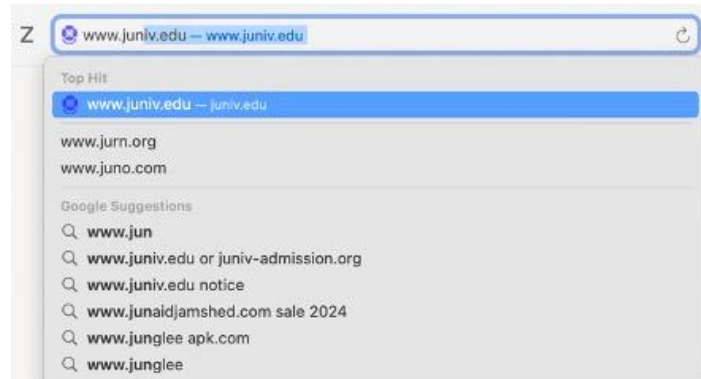 Z
www.juniv.edu — www.juniv.edu
Top Hit
www.juniv.edu — juniv.edu
www.jurn.org
www.juno.com
Google Suggestions
www.jun
www.juniv.edu or juniv-admission.org
www.juniv.edu notice
www.junaidjamshed.com sale 2024
www.junglee apk.com
www.junglee